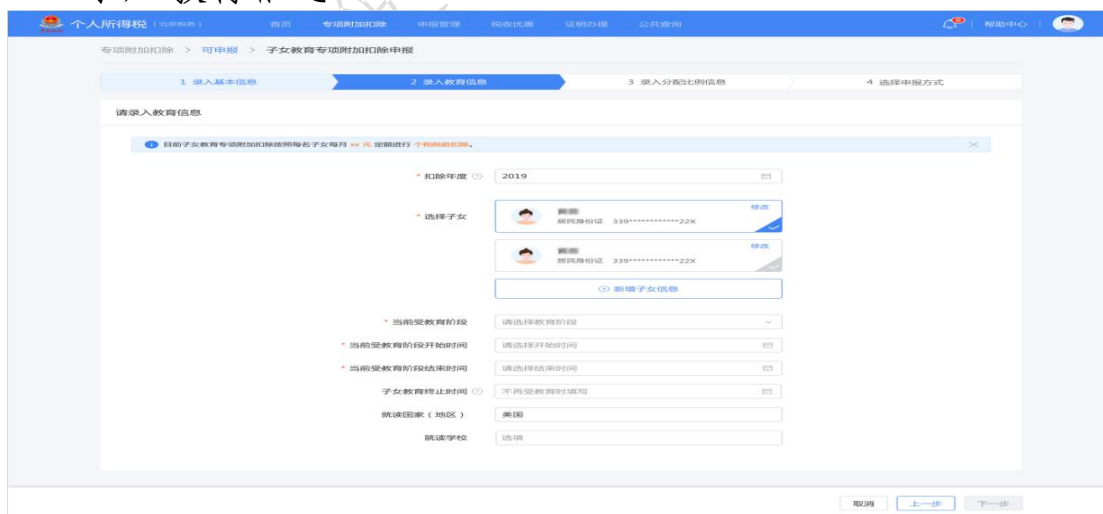 个人所得税
首页 专项附加扣除 申报管理 税收优惠 证明办理 公共查询 帮助中心
专项附加扣除 > 可申报 > 子女教育专项附加扣除申报
1 录入基本信息 2 录入教育信息 3 录入分配比例信息 4 选择申报方式
请录入教育信息
目前子女教育专项附加扣除按照每名子女每月 ×× 元 定额进行 个税税前扣除。
* 扣除年度 2019
* 选择子女
修改
居民身份证 339************22X
修改
居民身份证 339************22X
新增子女信息
* 当前受教育阶段 请选择教育阶段
* 当前受教育阶段开始时间 请选择开始时间
* 当前受教育阶段结束时间 请选择结束时间
子女教育终止时间 不再受教育时填写
就读国家（地区） 美国
就读学校 选填
取消 上一步 下一步